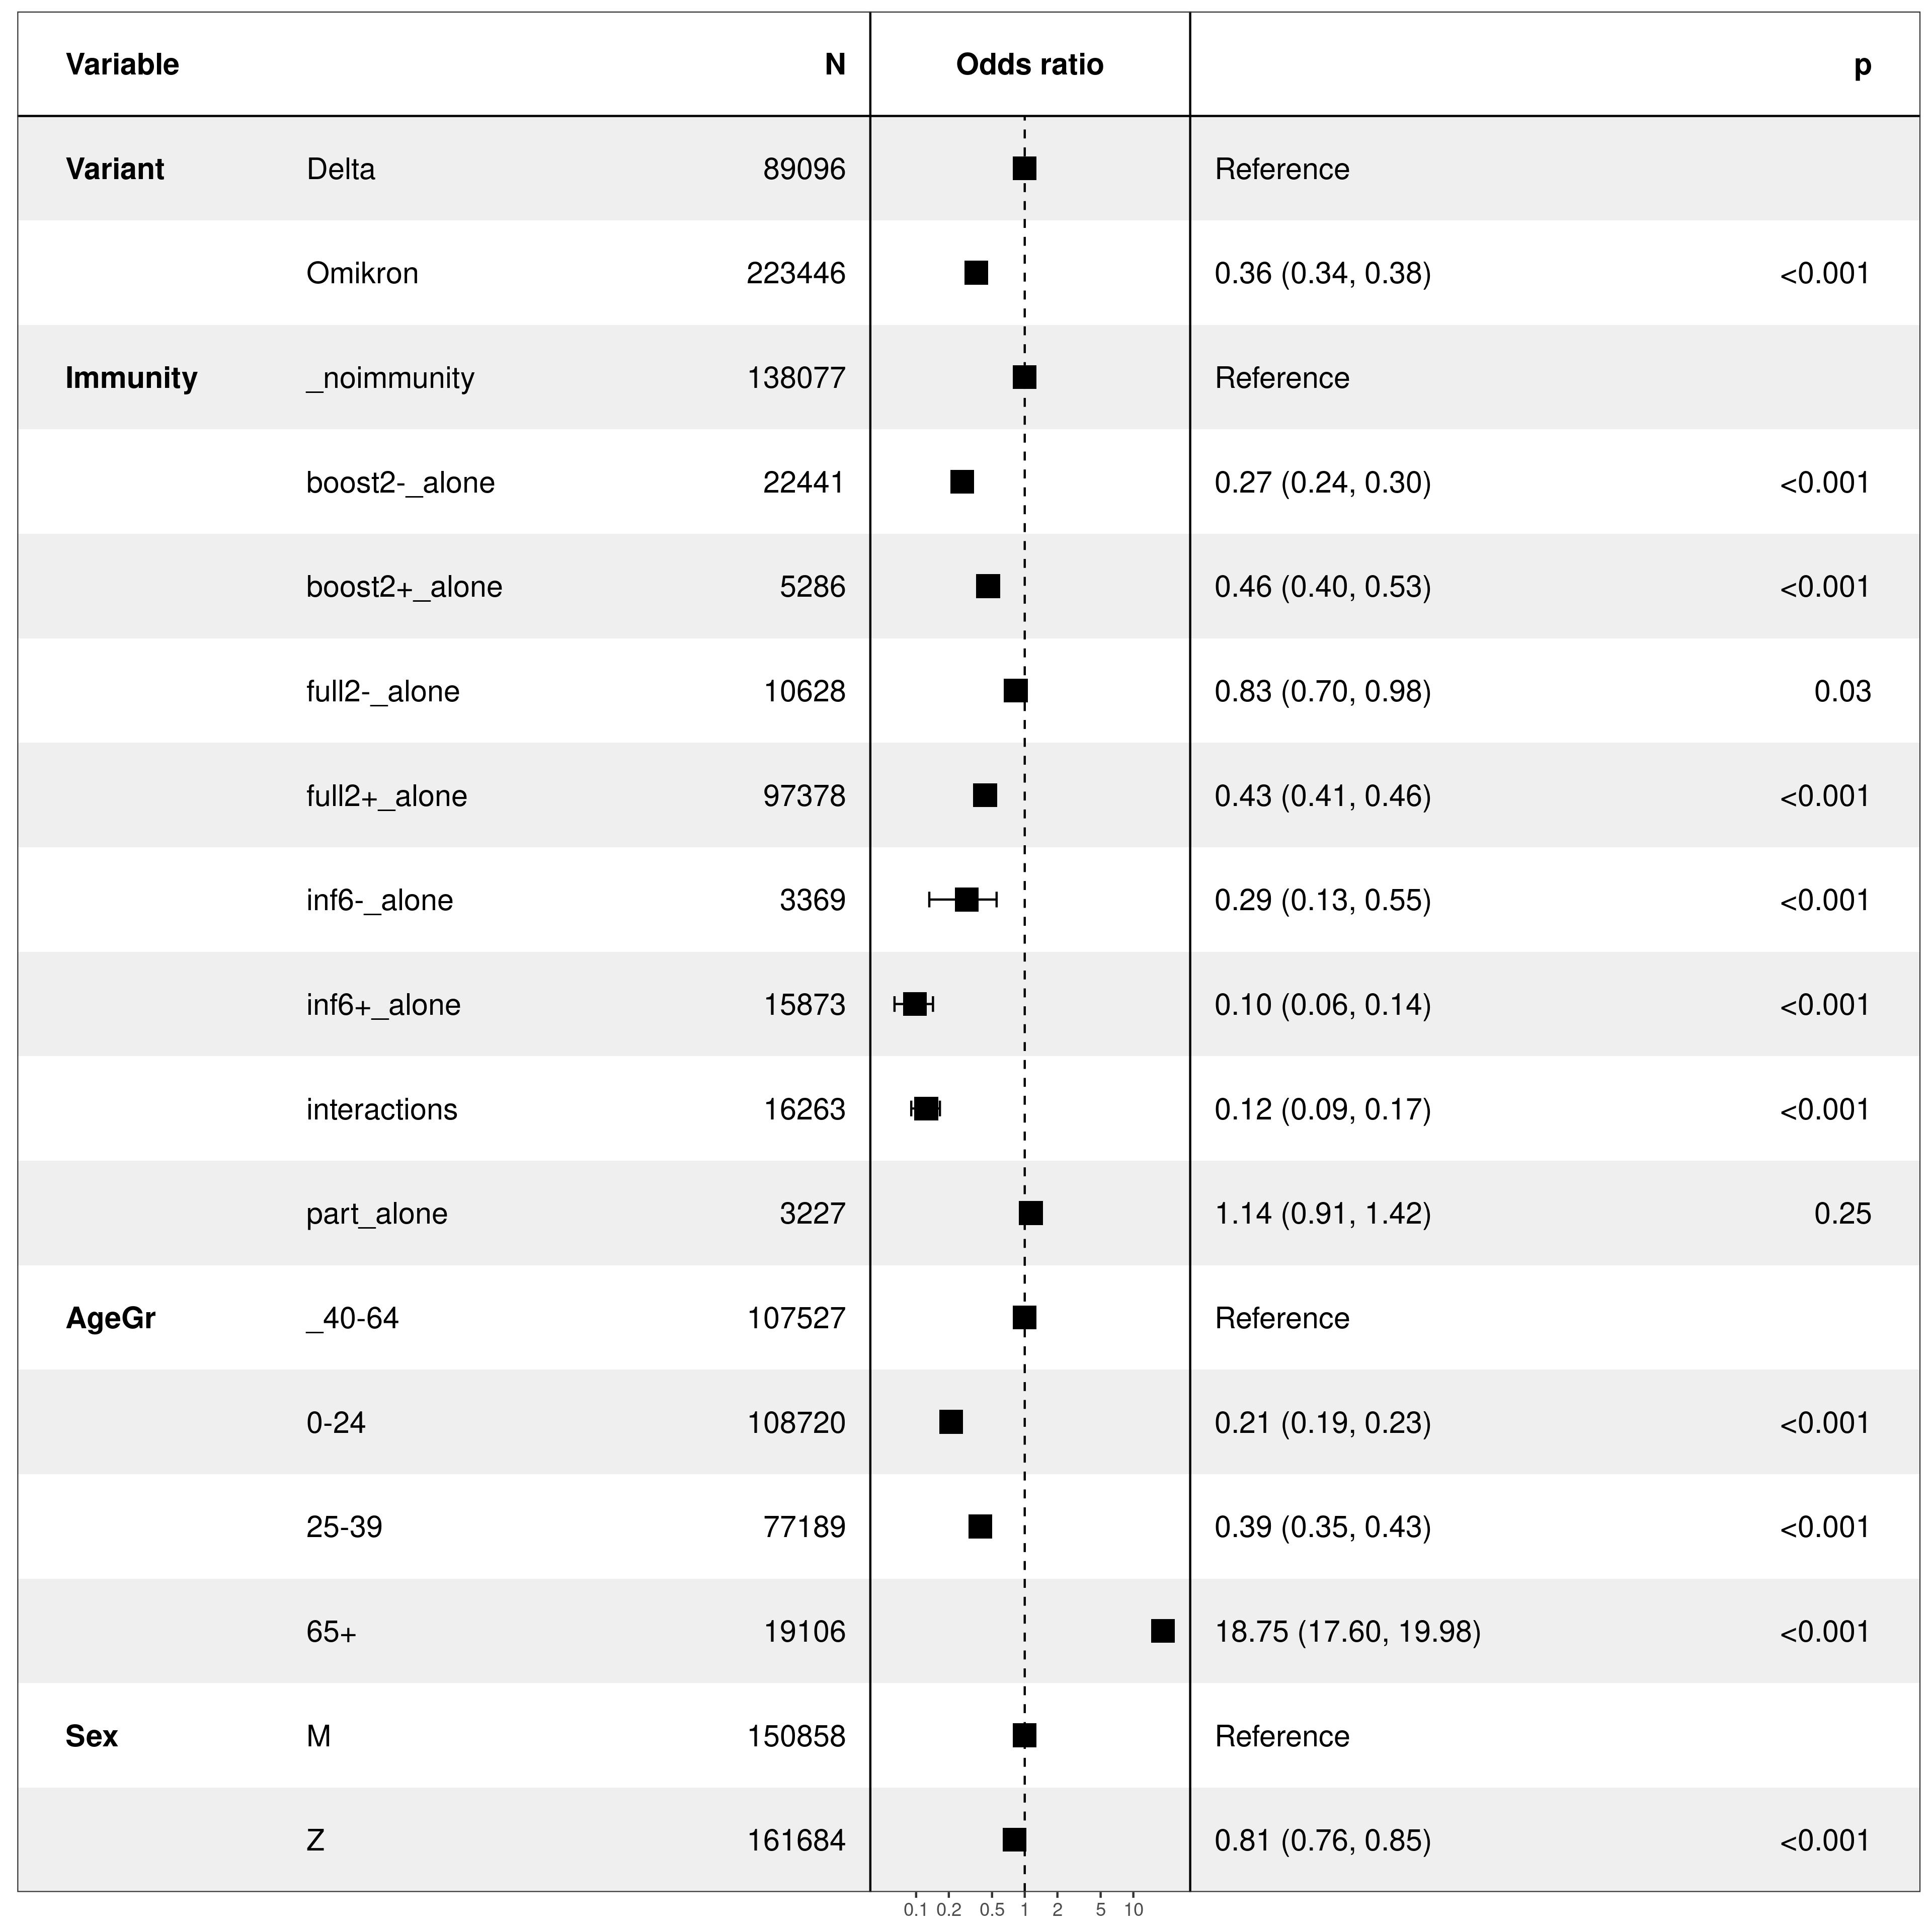 Variable N Odds ratio p
Variant Delta 89096 Reference
Omikron 223446 0.36 (0.34, 0.38) <0.001
Immunity _noimmunity 138077 Reference
boost2-_alone 22441 0.27 (0.24, 0.30) <0.001
boost2+_alone 5286 0.46 (0.40, 0.53) <0.001
full2-_alone 10628 0.83 (0.70, 0.98) 0.03
full2+_alone 97378 0.43 (0.41, 0.46) <0.001
inf6-_alone 3369 0.29 (0.13, 0.55) <0.001
inf6+_alone 15873 0.10 (0.06, 0.14) <0.001
interactions 16263 0.12 (0.09, 0.17) <0.001
part_alone 3227 1.14 (0.91, 1.42) 0.25
AgeGr _40-64 107527 Reference
0-24 108720 0.21 (0.19, 0.23) <0.001
25-39 77189 0.39 (0.35, 0.43) <0.001
65+ 19106 18.75 (17.60, 19.98) <0.001
Sex M 150858 Reference
Z 161684 0.81 (0.76, 0.85) <0.001
0.1 0.2 0.5 1 2 5 10